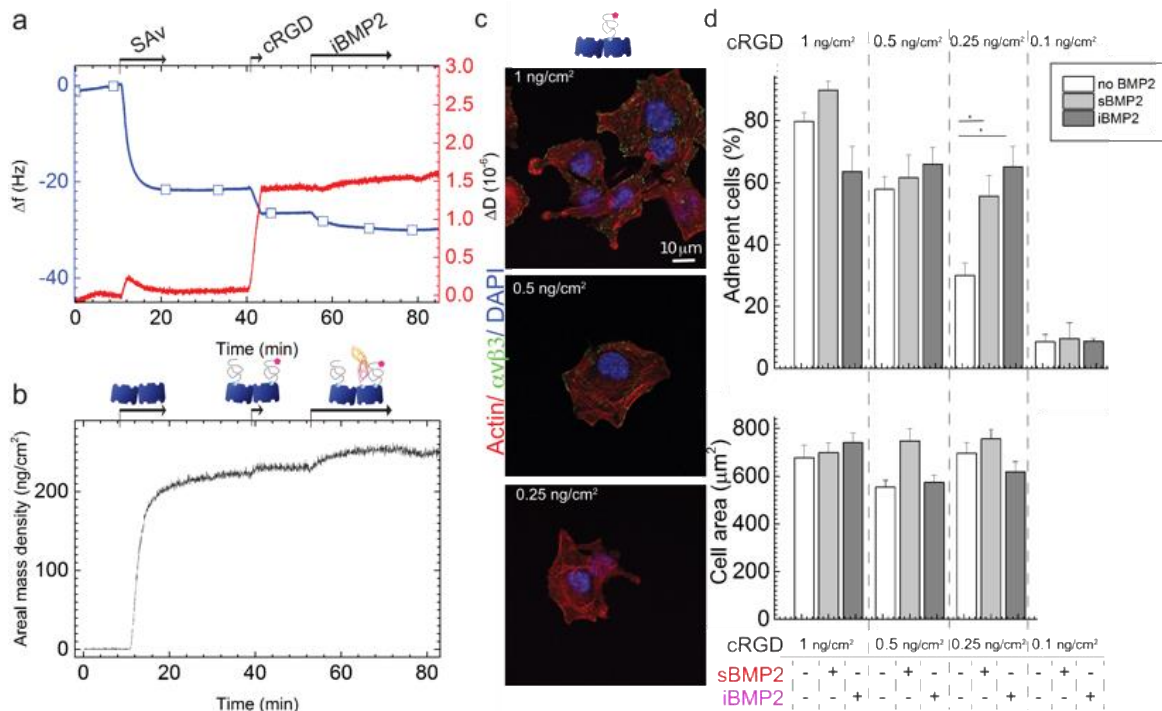 a
SAv
cRGD
iBMP2
0
-20
-40
Δf (Hz)
3.0
2.5
2.0
1.5
1.0
0.5
0.0
ΔD (10⁻⁶)
0 20 40 60 80
Time (min)
b
200
100
0
Areal mass density (ng/cm²)
0 20 40 60 80
Time (min)
c
Actin/ αvβ3/ DAPI
1 ng/cm²
10 μm
0.5 ng/cm²
0.25 ng/cm²
d
cRGD 1 ng/cm² 0.5 ng/cm² 0.25 ng/cm² 0.1 ng/cm²
no BMP2
sBMP2
iBMP2
* 
*
80
60
40
20
0
Adherent cells (%)
800
600
400
200
0
Cell area (μm²)
cRGD 1 ng/cm² 0.5 ng/cm² 0.25 ng/cm² 0.1 ng/cm²
sBMP2 - + - - + - - + - - + -
iBMP2 - - + - - + - - + - - +